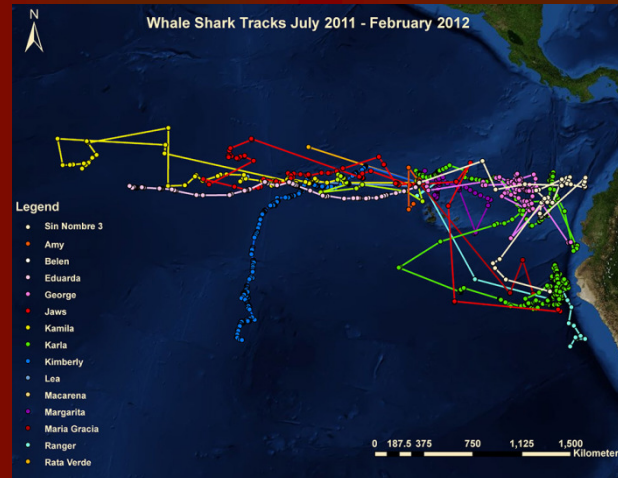 N
Whale Shark Tracks July 2011 - February 2012
Legend
Sin Nombre 3
Amy
Belen
Eduarda
George
Jaws
Kamila
Karla
Kimberly
Lea
Macarena
Margarita
Maria Gracia
Ranger
Rata Verde
0 187.5 375 750 1,125 1,500
Kilometer